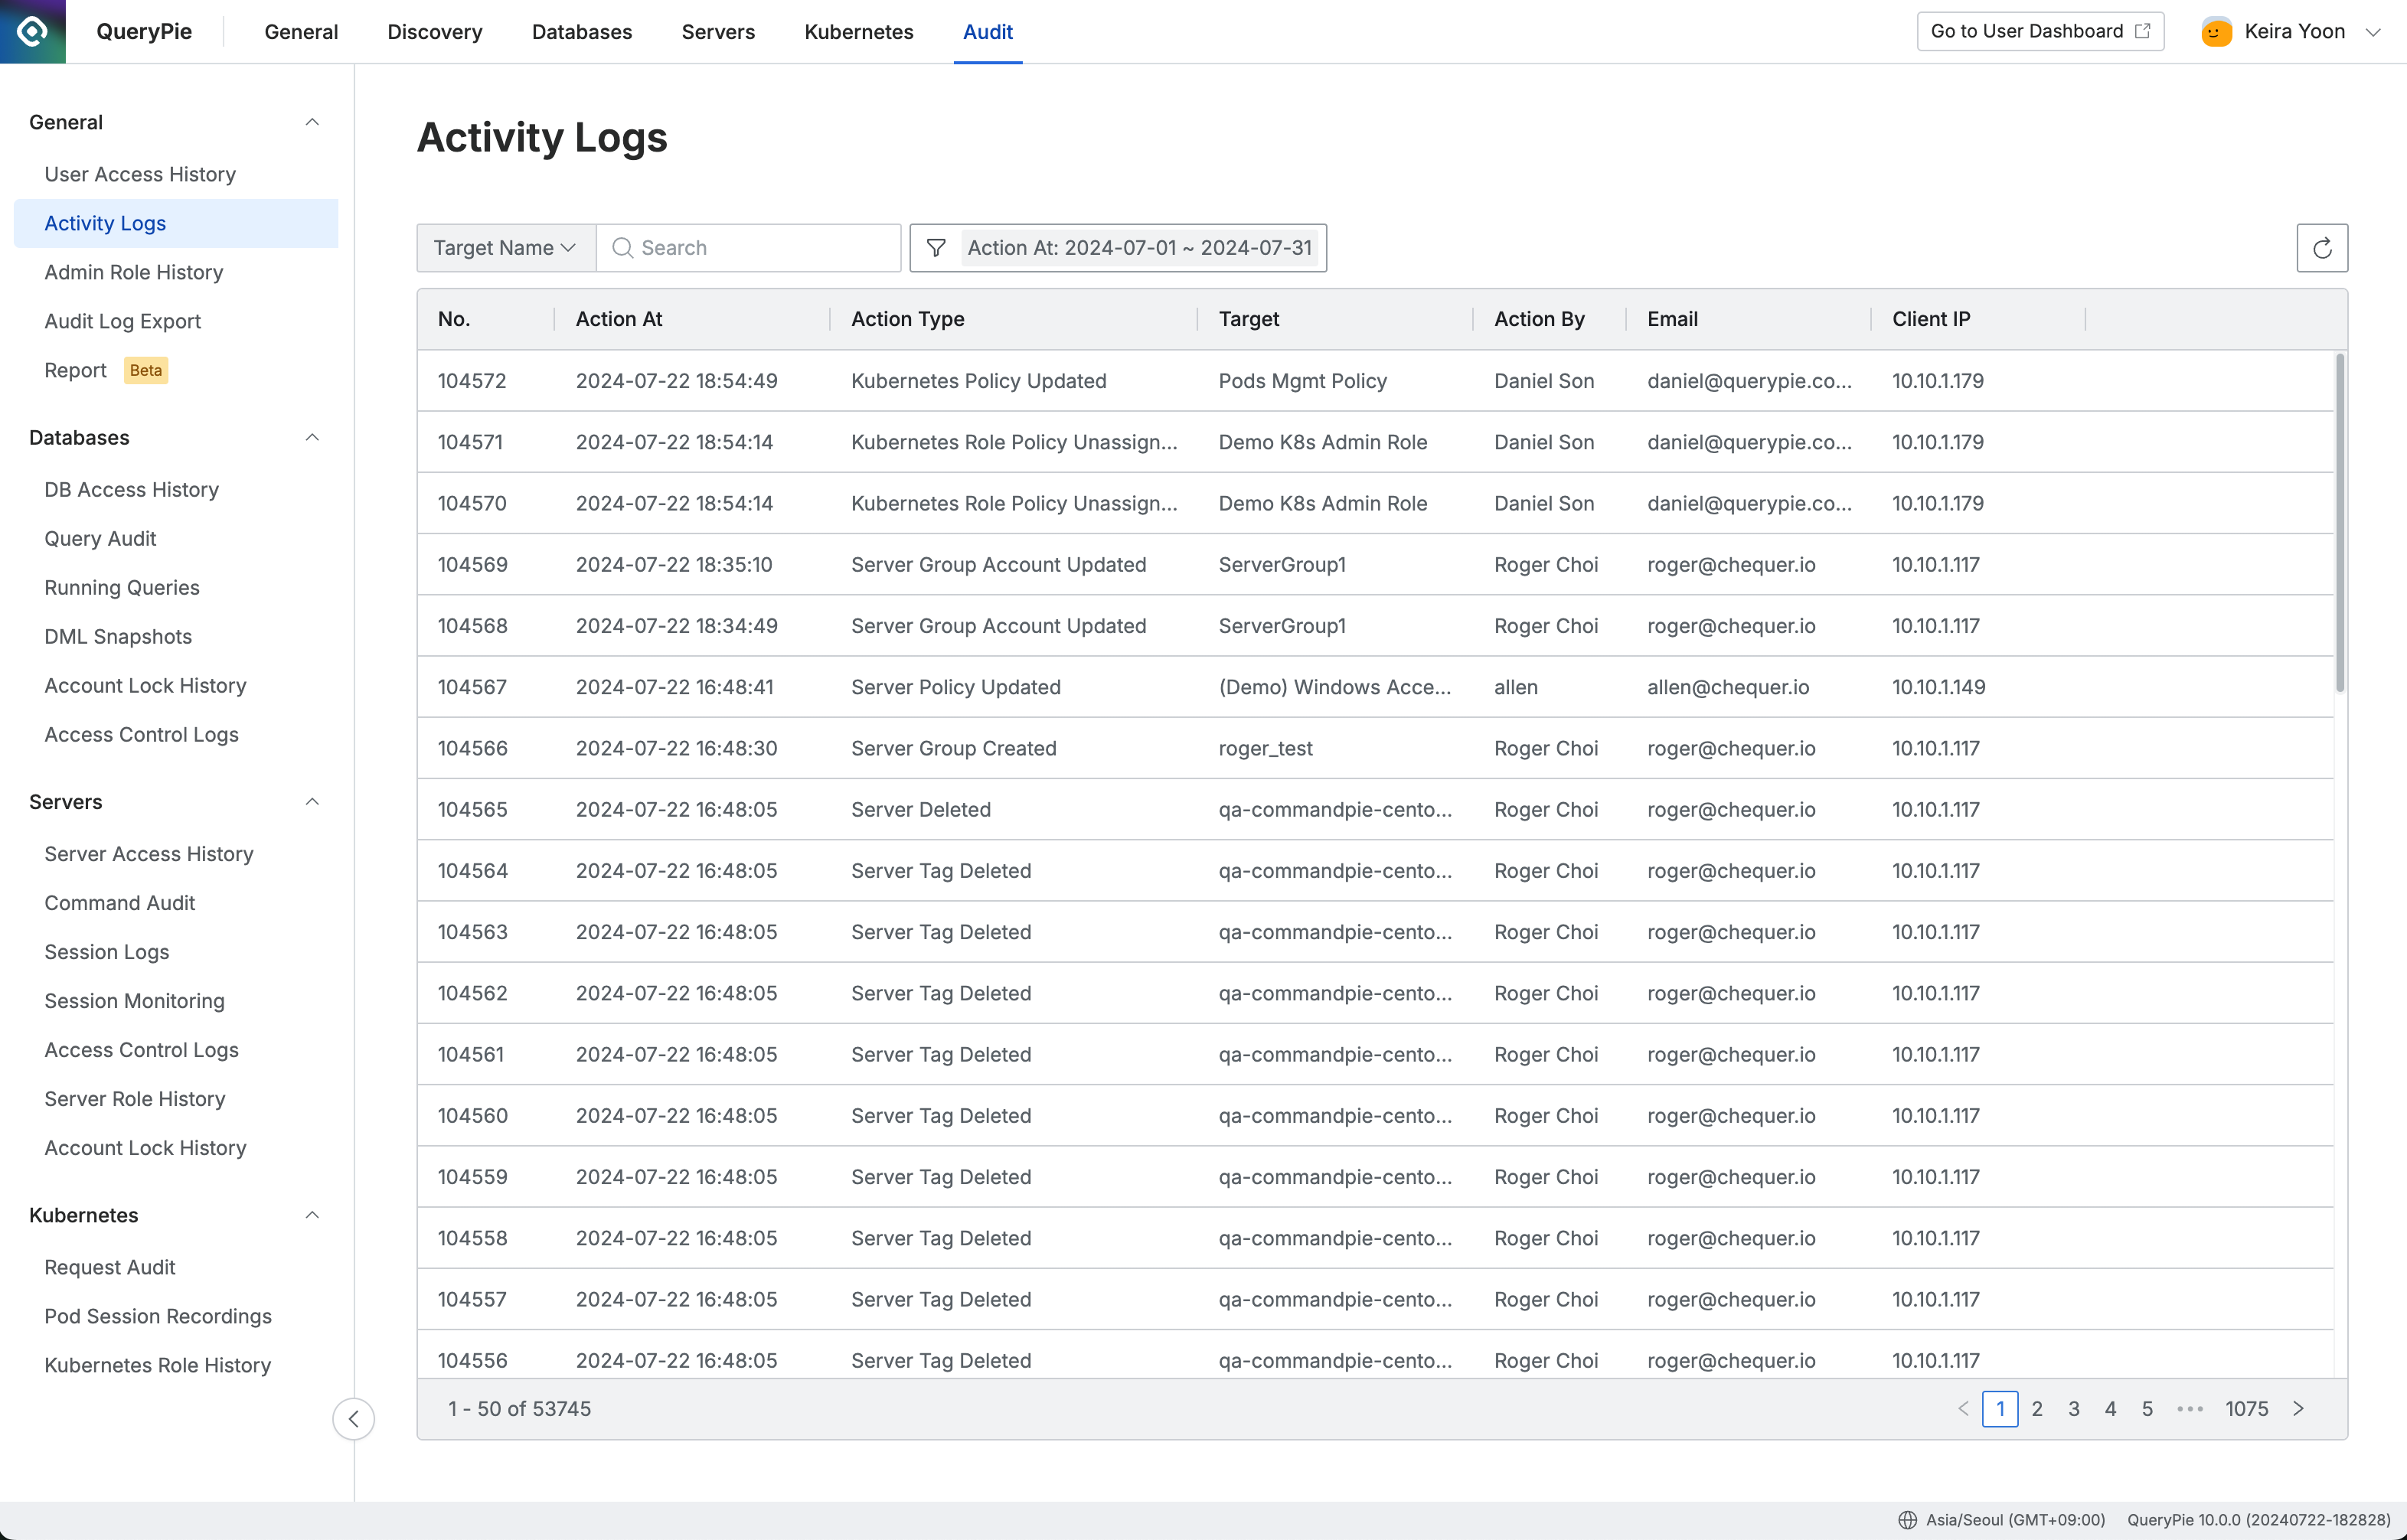 QueryPie General Discovery Databases Servers Kubernetes Audit Go to User Dashboard Keira Yoon
General
User Access History
Activity Logs
Admin Role History
Audit Log Export
Report Beta
Databases
DB Access History
Query Audit
Running Queries
DML Snapshots
Account Lock History
Access Control Logs
Servers
Server Access History
Command Audit
Session Logs
Session Monitoring
Access Control Logs
Server Role History
Account Lock History
Kubernetes
Request Audit
Pod Session Recordings
Kubernetes Role History
Activity Logs
Target Name Search Action At: 2024-07-01 ~ 2024-07-31
No. Action At Action Type Target Action By Email Client IP
104572 2024-07-22 18:54:49 Kubernetes Policy Updated Pods Mgmt Policy Daniel Son daniel@querypie.co... 10.10.1.179
104571 2024-07-22 18:54:14 Kubernetes Role Policy Unassign... Demo K8s Admin Role Daniel Son daniel@querypie.co... 10.10.1.179
104570 2024-07-22 18:54:14 Kubernetes Role Policy Unassign... Demo K8s Admin Role Daniel Son daniel@querypie.co... 10.10.1.179
104569 2024-07-22 18:35:10 Server Group Account Updated ServerGroup1 Roger Choi roger@chequer.io 10.10.1.117
104568 2024-07-22 18:34:49 Server Group Account Updated ServerGroup1 Roger Choi roger@chequer.io 10.10.1.117
104567 2024-07-22 16:48:41 Server Policy Updated (Demo) Windows Acce... allen allen@chequer.io 10.10.1.149
104566 2024-07-22 16:48:30 Server Group Created roger_test Roger Choi roger@chequer.io 10.10.1.117
104565 2024-07-22 16:48:05 Server Deleted qa-commandpie-cento... Roger Choi roger@chequer.io 10.10.1.117
104564 2024-07-22 16:48:05 Server Tag Deleted qa-commandpie-cento... Roger Choi roger@chequer.io 10.10.1.117
104563 2024-07-22 16:48:05 Server Tag Deleted qa-commandpie-cento... Roger Choi roger@chequer.io 10.10.1.117
104562 2024-07-22 16:48:05 Server Tag Deleted qa-commandpie-cento... Roger Choi roger@chequer.io 10.10.1.117
104561 2024-07-22 16:48:05 Server Tag Deleted qa-commandpie-cento... Roger Choi roger@chequer.io 10.10.1.117
104560 2024-07-22 16:48:05 Server Tag Deleted qa-commandpie-cento... Roger Choi roger@chequer.io 10.10.1.117
104559 2024-07-22 16:48:05 Server Tag Deleted qa-commandpie-cento... Roger Choi roger@chequer.io 10.10.1.117
104558 2024-07-22 16:48:05 Server Tag Deleted qa-commandpie-cento... Roger Choi roger@chequer.io 10.10.1.117
104557 2024-07-22 16:48:05 Server Tag Deleted qa-commandpie-cento... Roger Choi roger@chequer.io 10.10.1.117
104556 2024-07-22 16:48:05 Server Tag Deleted qa-commandpie-cento... Roger Choi roger@chequer.io 10.10.1.117
1 - 50 of 53745 1 2 3 4 5 ••• 1075
Asia/Seoul (GMT+09:00) QueryPie 10.0.0 (20240722-182828)